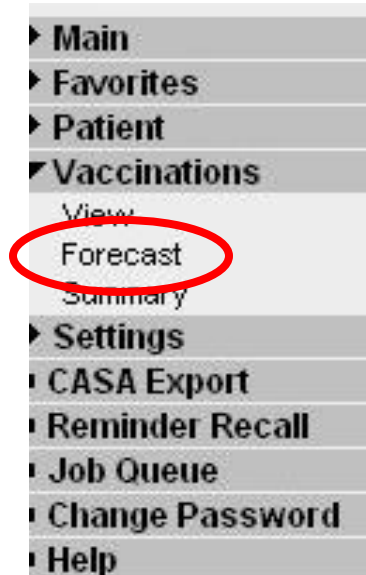 Main
Favorites
Patient
Vaccinations
View
Forecast
Summary
Settings
CASA Export
Reminder Recall
Job Queue
Change Password
Help